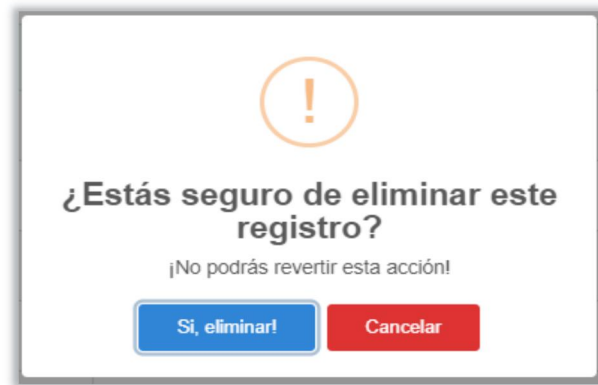 !
¿Estás seguro de eliminar este
registro?
¡No podrás revertir esta acción!
Si, eliminar! Cancelar